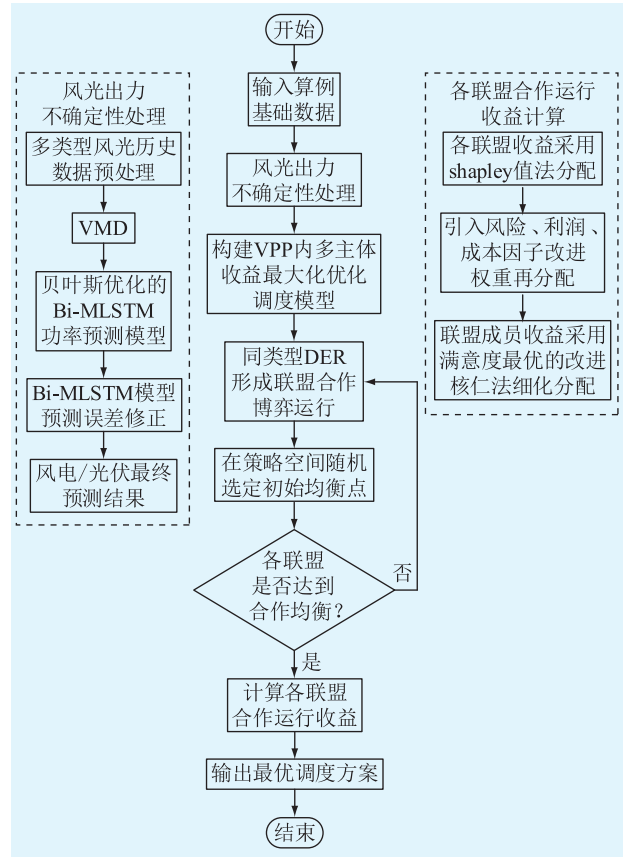 开始
输入算例
基础数据
风光出力
不确定性处理
构建VPP内多主体
收益最大化优化
调度模型
同类型DER
形成联盟合作
博弈运行
在策略空间随机
选定初始均衡点
各联盟
是否达到
合作均衡？
否
是
计算各联盟
合作运行收益
输出最优调度方案
结束
风光出力
不确定性处理
多类型风光历史
数据预处理
VMD
贝叶斯优化的
Bi-MLSTM
功率预测模型
Bi-MLSTM模型
预测误差修正
风电/光伏最终
预测结果
各联盟合作运行
收益计算
各联盟收益采用
shapley值法分配
引入风险、利润、
成本因子改进
权重再分配
联盟成员收益采用
满意度最优的改进
核仁法细化分配